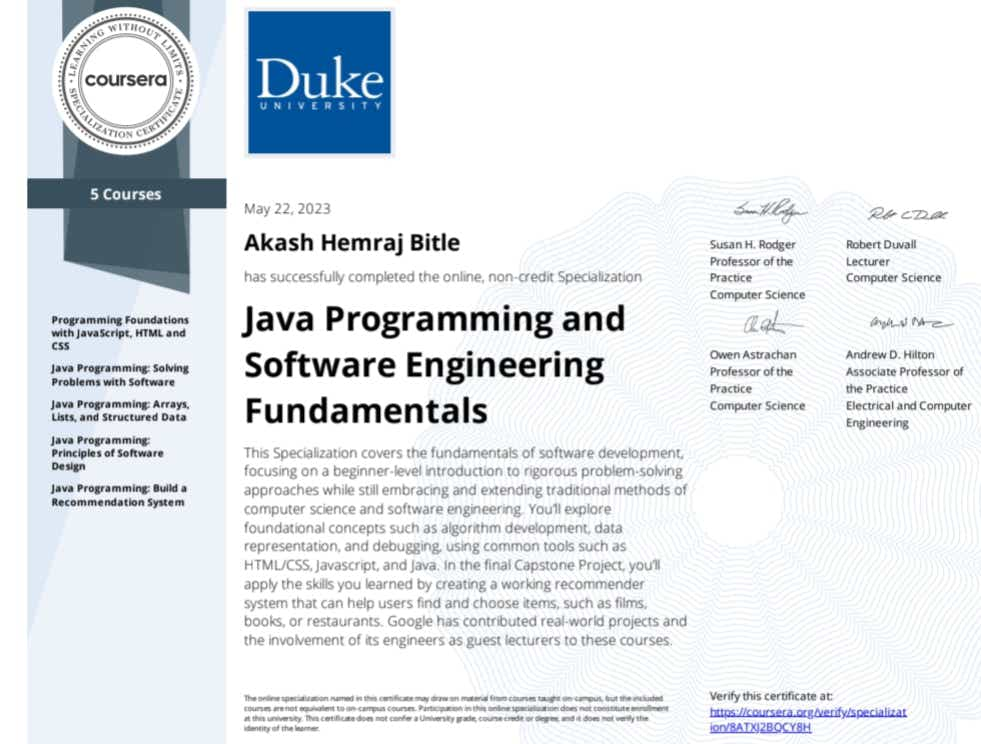 LEARNING WITHOUT LIMITS
coursera
SPECIALIZATION CERTIFICATE
5 Courses
Programming Foundations
with JavaScript, HTML and
CSS
Java Programming: Solving
Problems with Software
Java Programming: Arrays,
Lists, and Structured Data
Java Programming:
Principles of Software
Design
Java Programming: Build a
Recommendation System
Duke
UNIVERSITY
May 22, 2023
Akash Hemraj Bitle
has successfully completed the online, non-credit Specialization
Java Programming and
Software Engineering
Fundamentals
This Specialization covers the fundamentals of software development,
focusing on a beginner-level introduction to rigorous problem-solving
approaches while still embracing and extending traditional methods of
computer science and software engineering. You'll explore
foundational concepts such as algorithm development, data
representation, and debugging, using common tools such as
HTML/CSS, Javascript, and Java. In the final Capstone Project, you'll
apply the skills you learned by creating a working recommender
system that can help users find and choose items, such as films,
books, or restaurants. Google has contributed real-world projects and
the involvement of its engineers as guest lecturers to these courses.
Susan H. Rodger
Professor of the
Practice
Computer Science
Robert Duvall
Lecturer
Computer Science
Owen Astrachan
Professor of the
Practice
Computer Science
Andrew D. Hilton
Associate Professor of
the Practice
Electrical and Computer
Engineering
The online specialization named in this certificate may draw on material from courses taught on-campus, but the included
courses are not equivalent to on-campus courses. Participation in this online specialization does not constitute enrollment
at this university. This certificate does not confer a University grade, course credit or degree, and it does not verify the
identity of the learner.
Verify this certificate at:
https://coursera.org/verify/specializat
ion/8ATXJ2BQCY8H